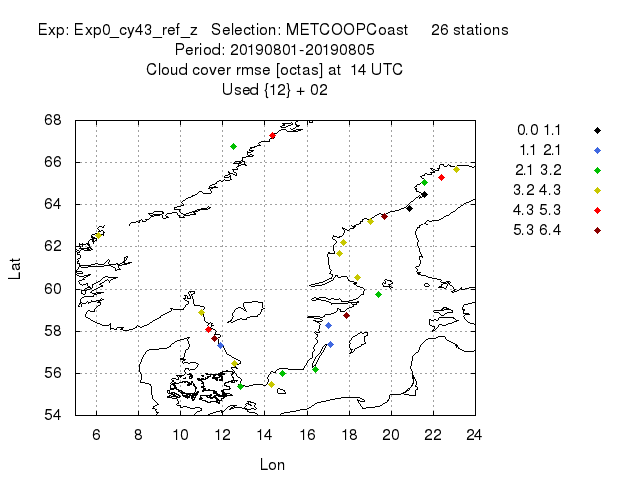 Exp: Exp0_cy43_ref_z Selection: METCOOPCoast 26 stations
Period: 20190801-20190805
Cloud cover rmse [octas] at 14 UTC
Used {12} + 02
68
66
64
62
60
58
56
54
Lat
6 8 10 12 14 16 18 20 22 24
Lon
0.0 1.1
1.1 2.1
2.1 3.2
3.2 4.3
4.3 5.3
5.3 6.4